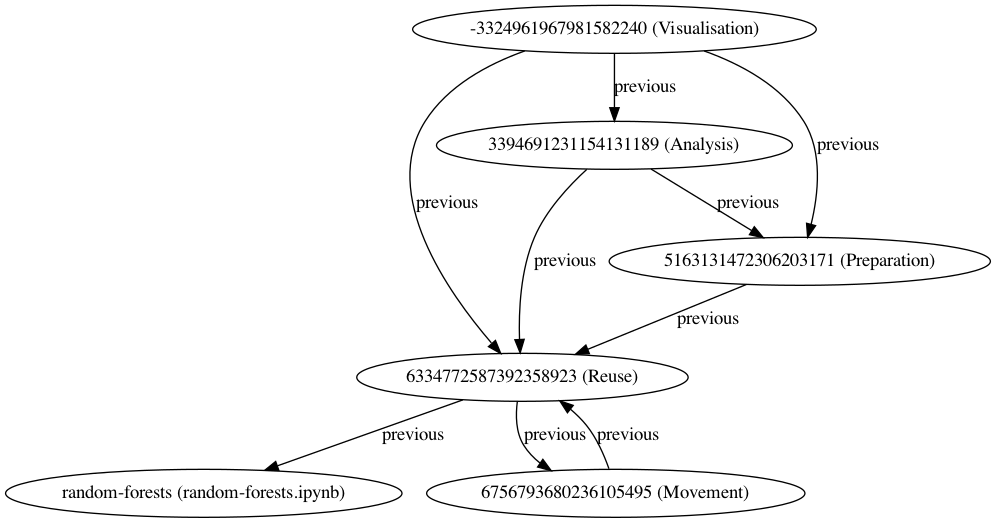 -3324961967981582240 (Visualisation)
previous
3394691231154131189 (Analysis)
previous
previous
previous
previous
5163131472306203171 (Preparation)
previous
6334772587392358923 (Reuse)
previous
previous
previous
random-forests (random-forests.ipynb)
6756793680236105495 (Movement)